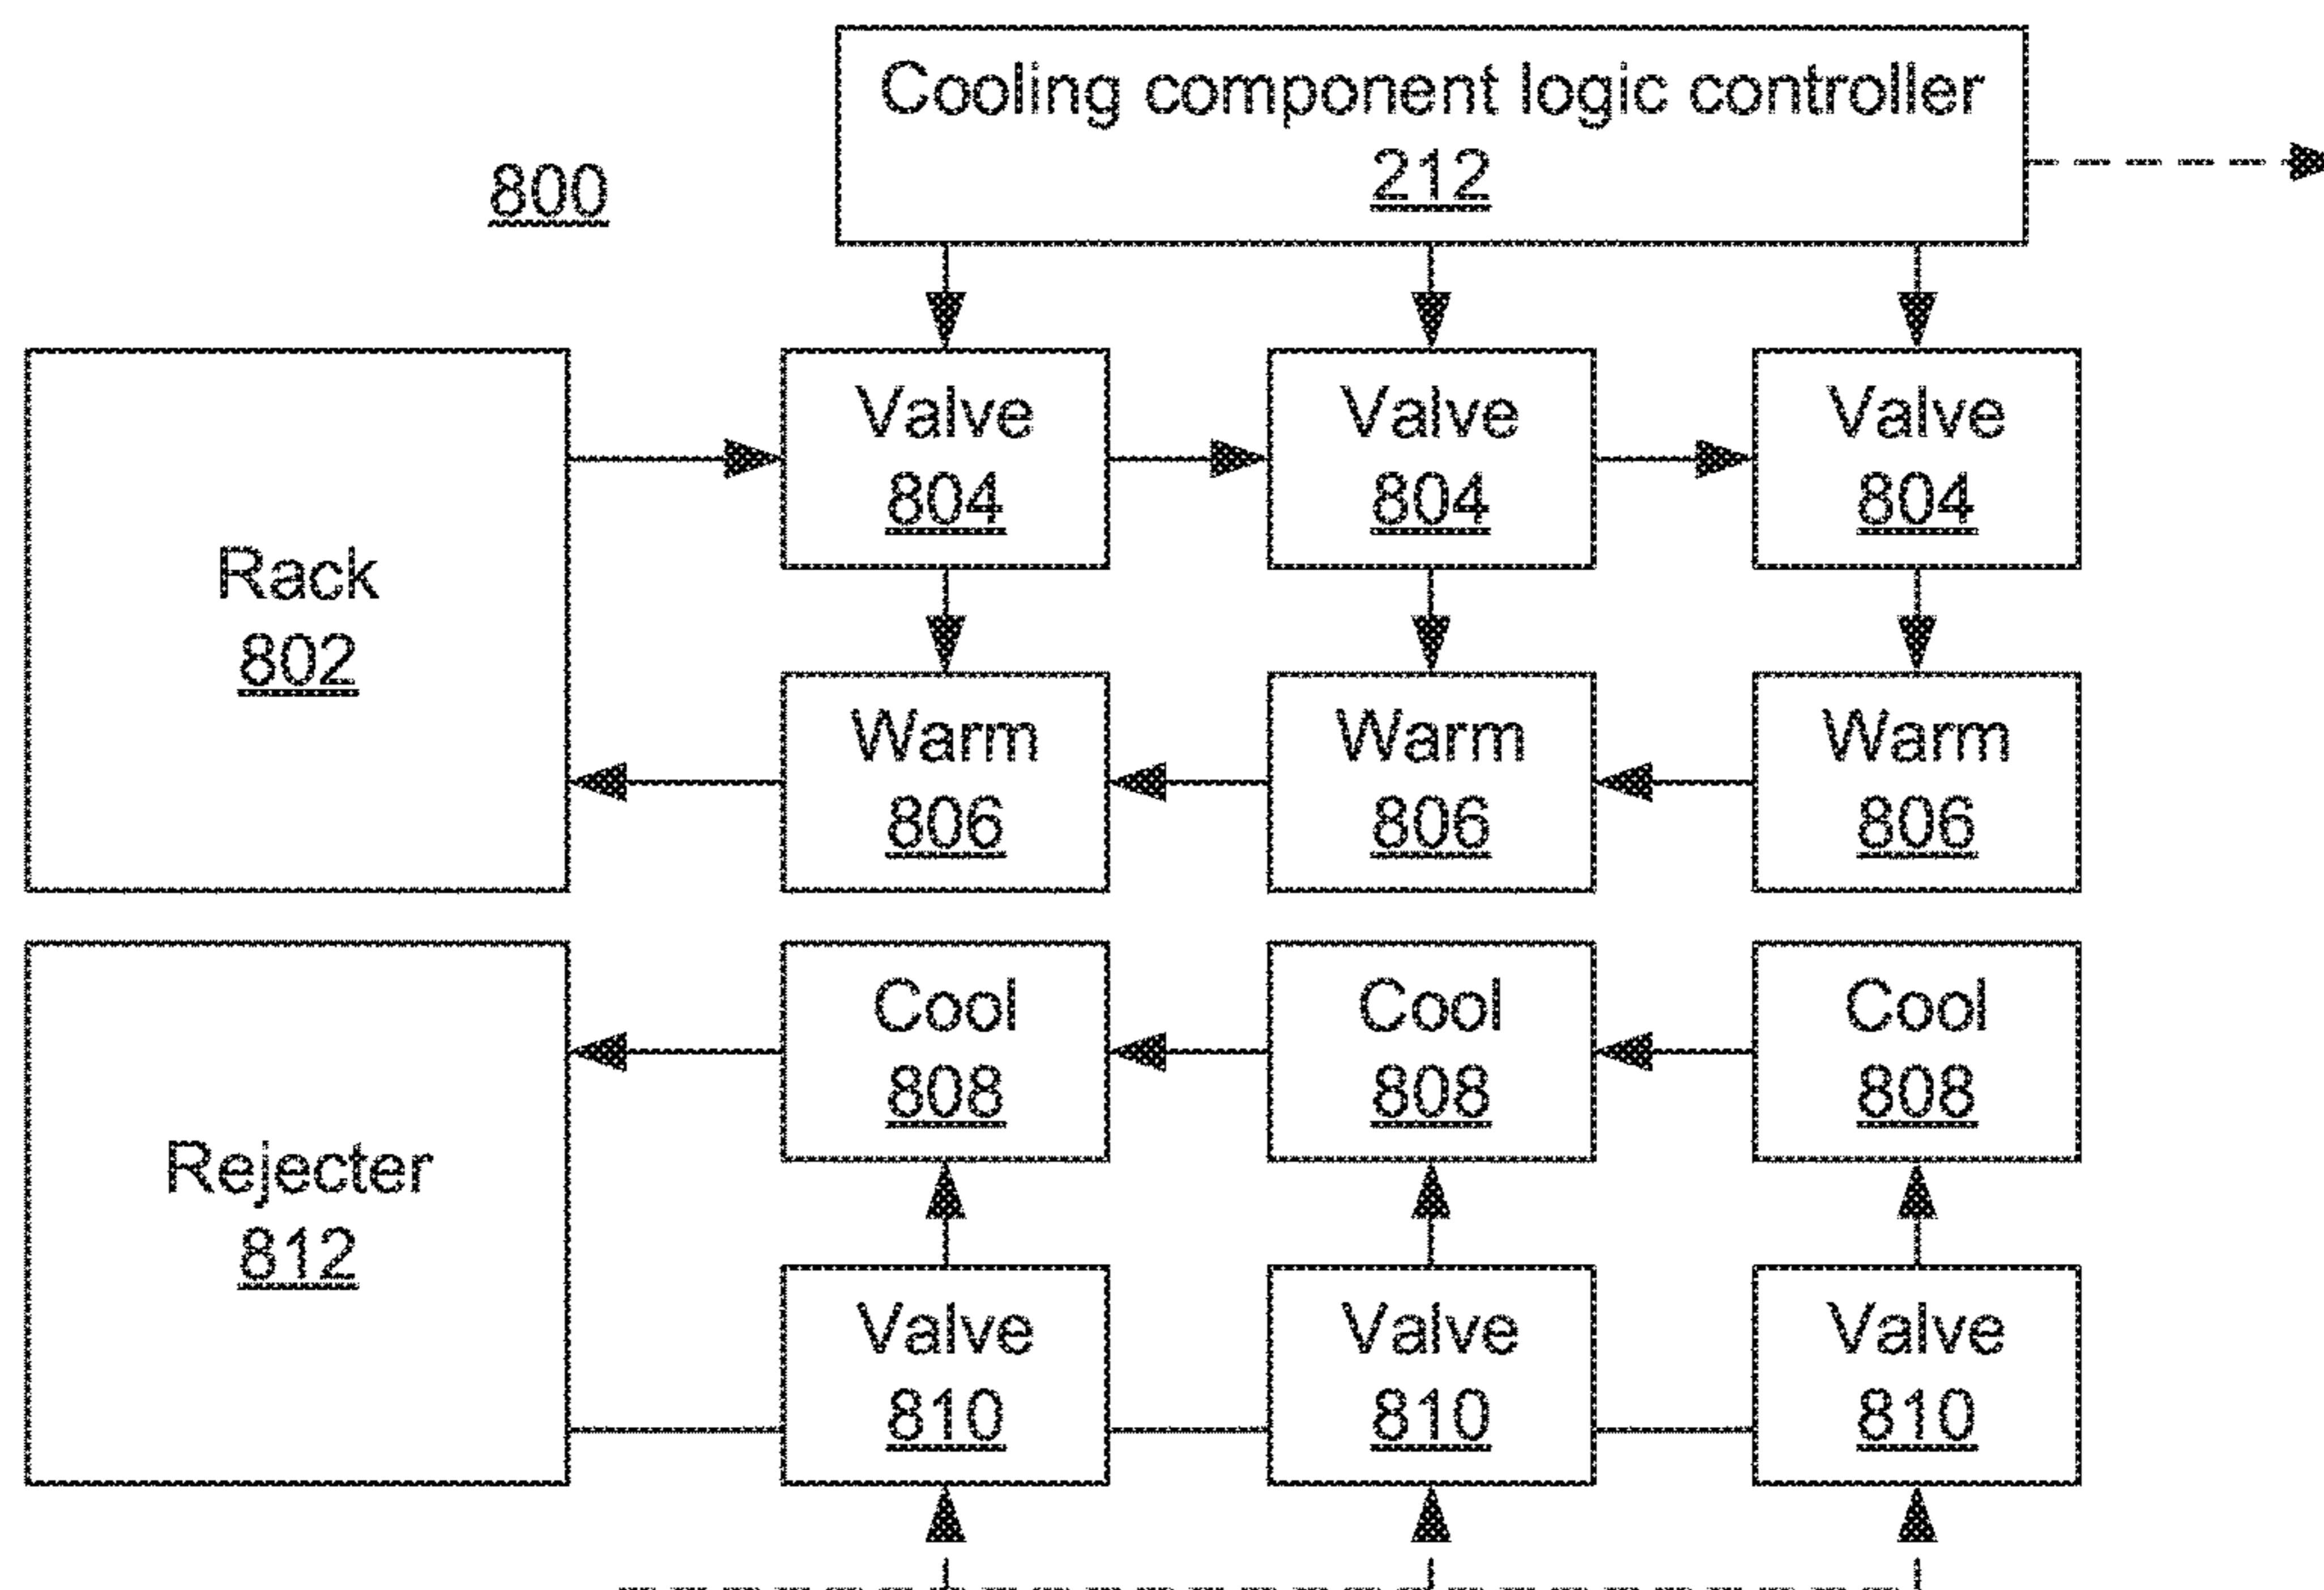 Cooling component logic controller
212
800
Valve
804
Valve
804
Valve
804
Rack
802
Warm
806
Warm
806
Warm
806
Cool
808
Cool
808
Cool
808
Rejecter
812
Valve
810
Valve
810
Valve
810